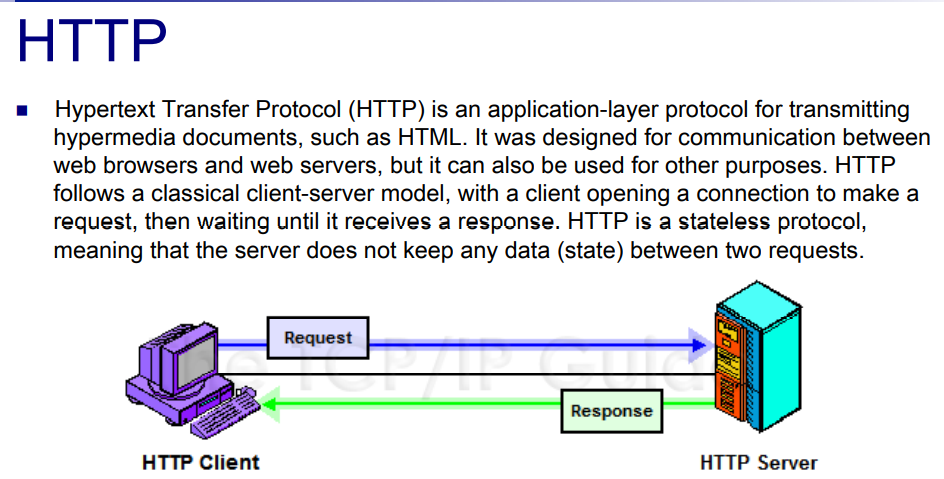 HTTP
Hypertext Transfer Protocol (HTTP) is an application-layer protocol for transmitting
hypermedia documents, such as HTML. It was designed for communication between
web browsers and web servers, but it can also be used for other purposes. HTTP
follows a classical client-server model, with a client opening a connection to make a
request, then waiting until it receives a response. HTTP is a stateless protocol,
meaning that the server does not keep any data (state) between two requests.
Request
The TCP/IP Guide
Response
HTTP Client
HTTP Server